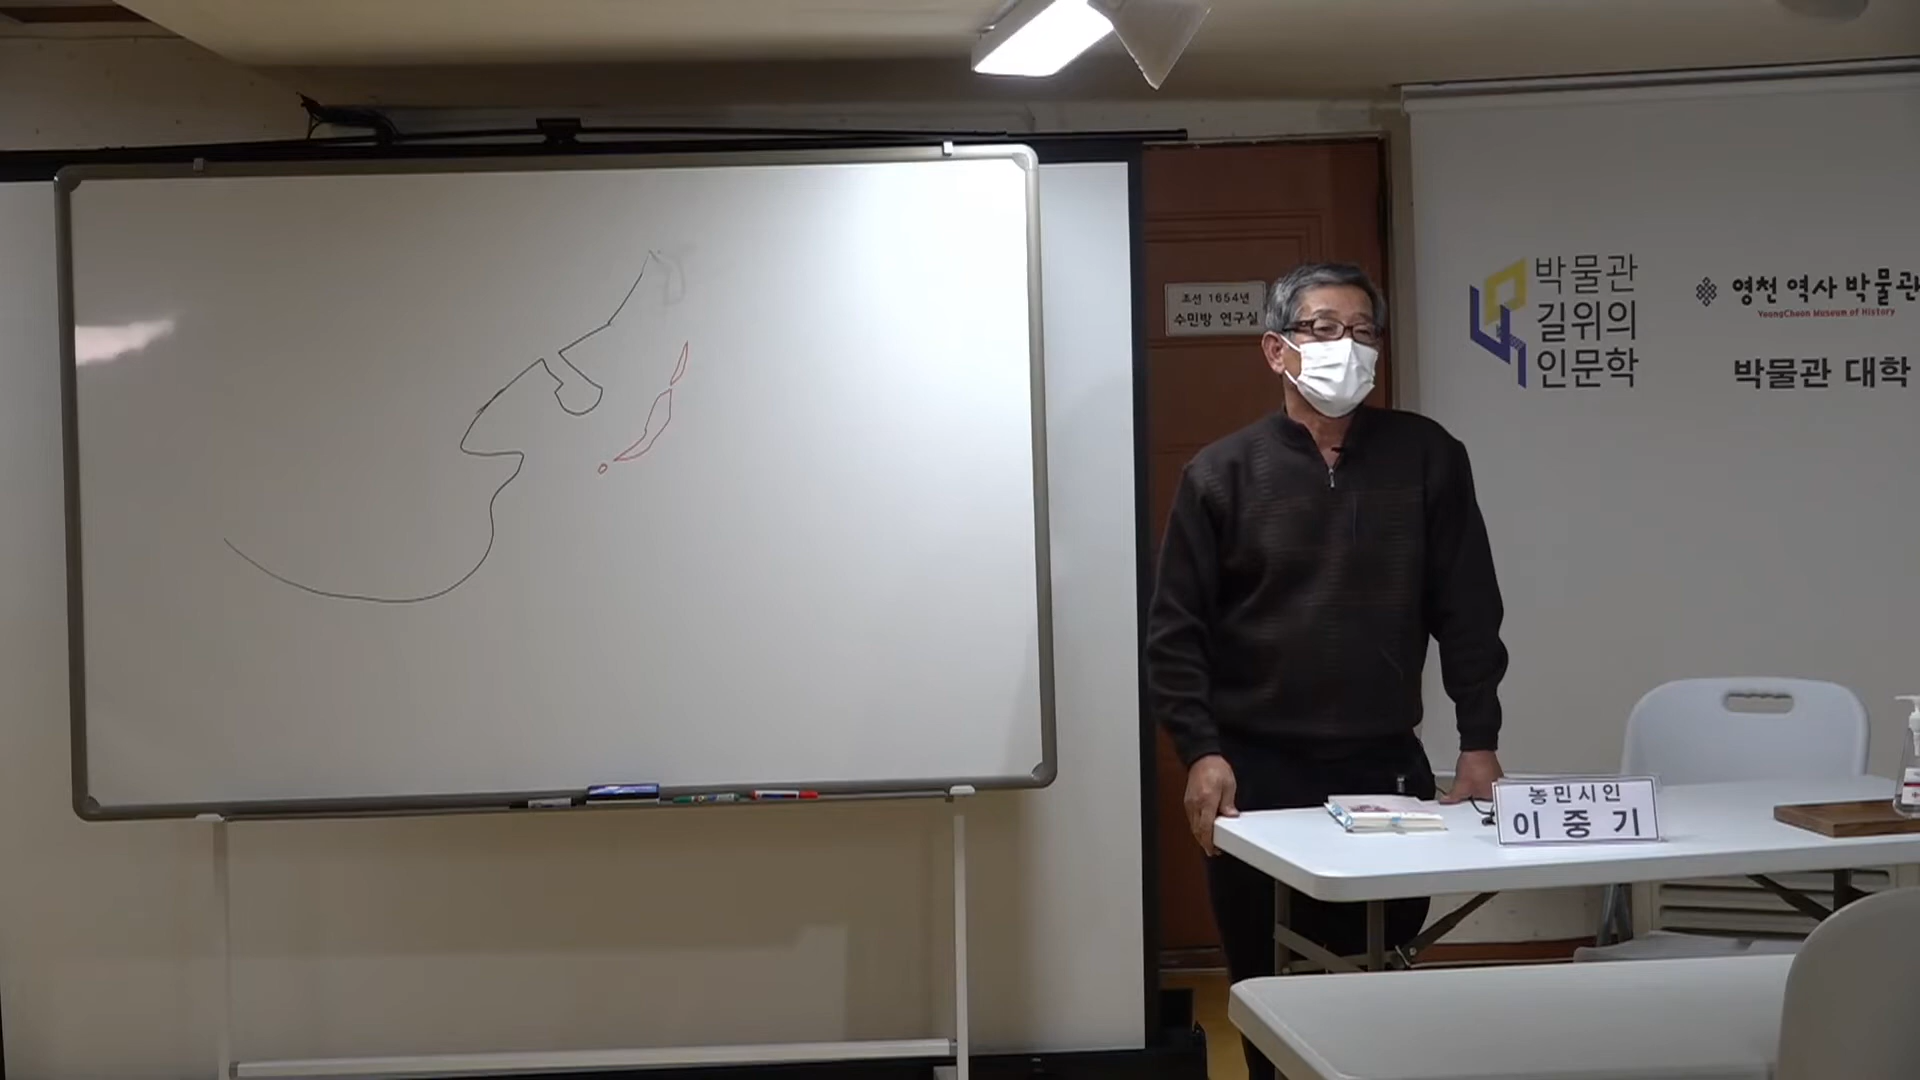 조선 1654년
수민방 연구실
박물관
길위의
인문학
영천 역사 박물관
YeongCheon Museum of History
박물관 대학
농민시인
이중기